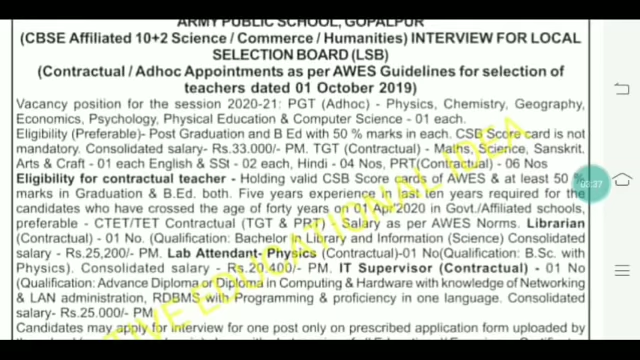 ARMY PUBLIC SCHOOL, GOPALPUR
(CBSE Affiliated 10+2 Science / Commerce / Humanities) INTERVIEW FOR LOCAL
SELECTION BOARD (LSB)
(Contractual / Adhoc Appointments as per AWES Guidelines for selection of
teachers dated 01 October 2019)
Vacancy position for the session 2020-21: PGT (Adhoc) - Physics, Chemistry, Geography,
Economics, Psychology, Physical Education & Computer Science - 01 each.
Eligibility (Preferable)- Post Graduation and B Ed with 50 % marks in each. CSB Score card is not
mandatory. Consolidated salary- Rs.33,000/- PM. TGT (Contractual) - Maths, Science, Sanskrit.
Arts & Craft - 01 each English & SSt - 02 each, Hindi - 04 Nos, PRT(Contractual) - 06 Nos
Eligibility for contractual teacher - Holding valid CSB Score cards of AWES & at least 50 %
marks in Graduation & B.Ed. both. Five years experience in last ten years required for the
candidates who have crossed the age of forty years on 01 Apr 2020 in Govt./Affiliated schools,
preferable - CTET/TET Contractual (TGT & PRT) - Salary as per AWES Norms. Librarian
(Contractual) - 01 No. (Qualification: Bachelor in Library and Information (Science) Consolidated
salary - Rs.25,200/- PM. Lab Attendant- Physics (Contractual)-01 No(Qualification: B.Sc. with
with Physics). Consolidated salary - Rs.20,400/- PM. IT Supervisor (Contractual) - 01 No
(Qualification: Advance Diploma or Diploma in Computing & Hardware with knowledge of Networking
& LAN administration, RDBMS with Programming & proficiency in one language. Consolidated
salary- Rs.25.000/- PM.
Candidates may apply for interview for one post only on prescribed application form uploaded by
EDUCATIONAL IDEA
03:37